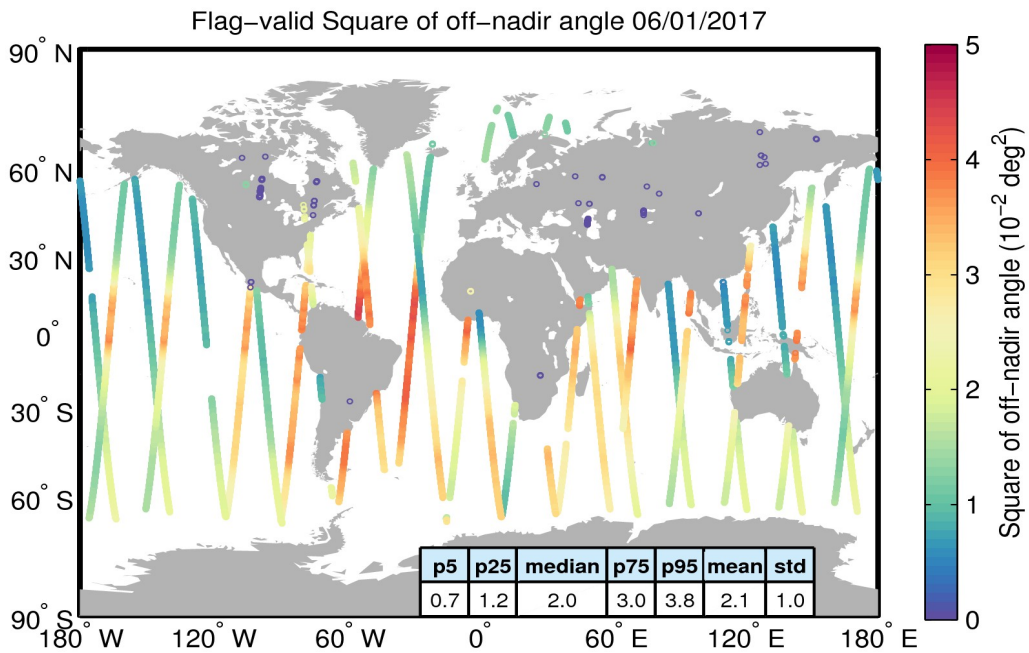 Flag−valid Square of off−nadir angle 06/01/2017
90° N
60° N
30° N
0°
30° S
60° S
90° S
180° W
120° W
60° W
0°
60° E
120° E
180° E
p5 p25 median p75 p95 mean std
0.7 1.2 2.0 3.0 3.8 2.1 1.0
5
4
3
2
1
0
Square of off−nadir angle (10⁻² deg²)